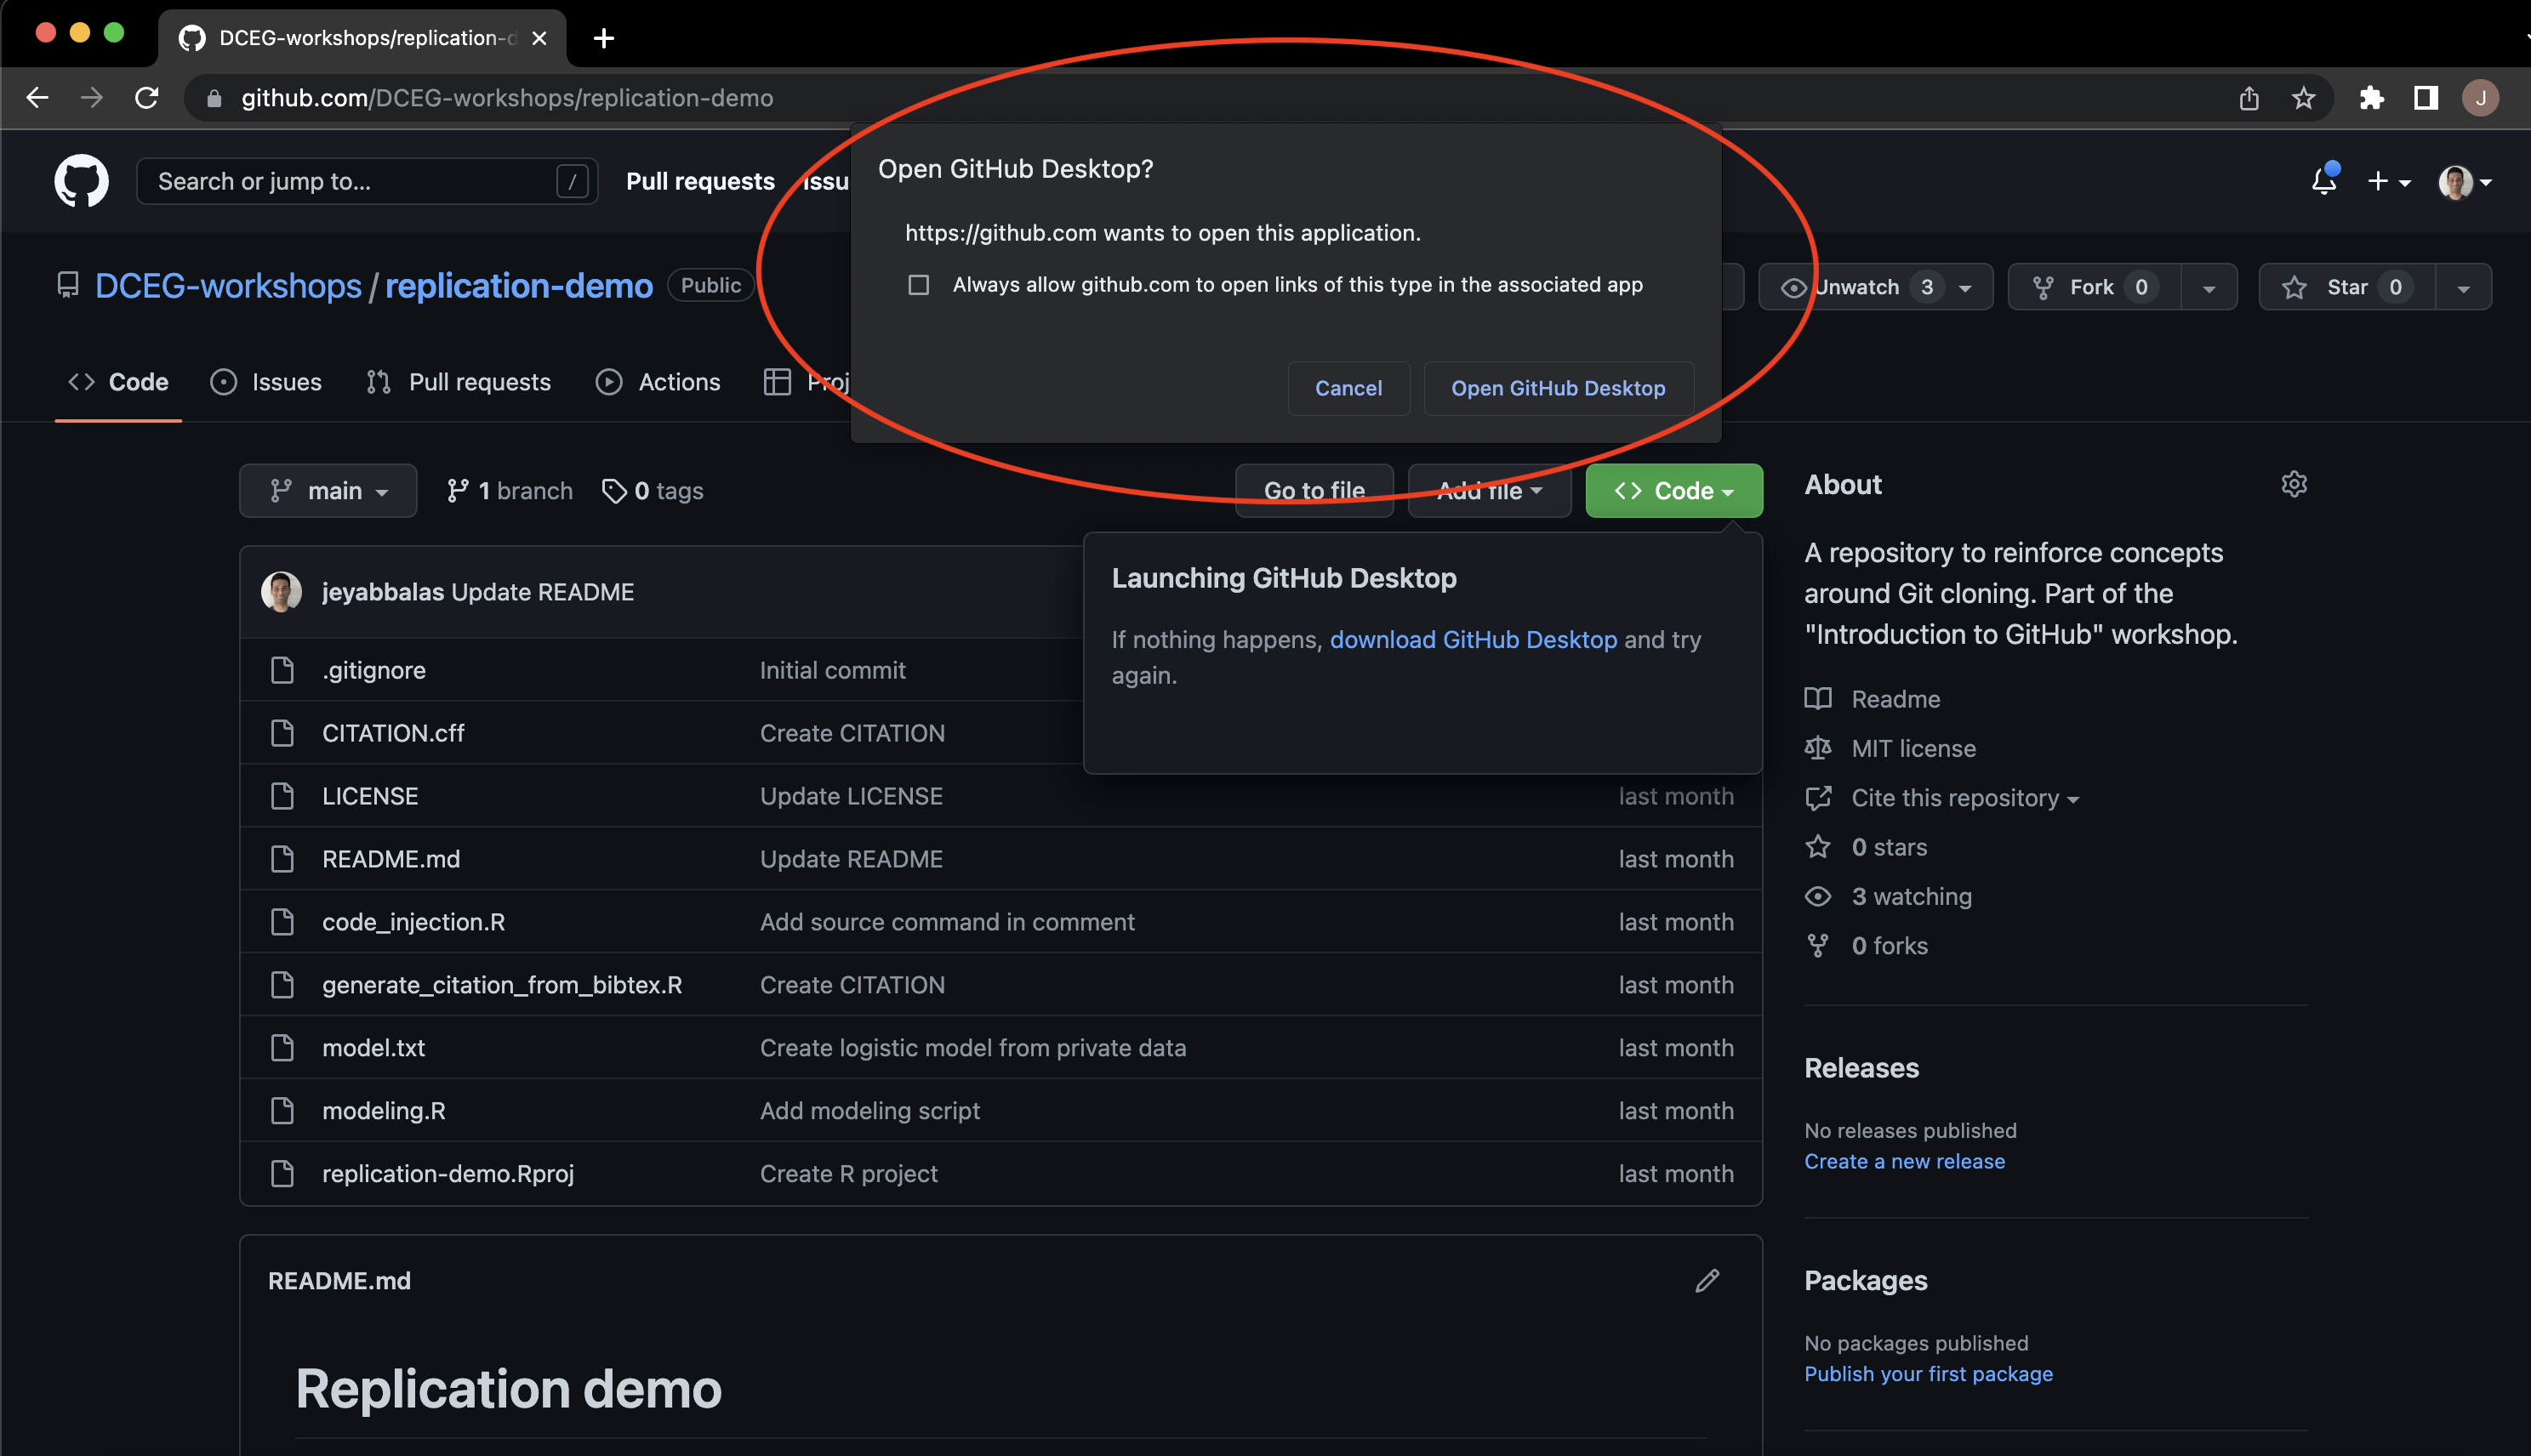 DCEG-workshops/replication-d
github.com/DCEG-workshops/replication-demo
J
Search or jump to... /
Pull requests
Issu
Open GitHub Desktop?
https://github.com wants to open this application.
Always allow github.com to open links of this type in the associated app
Cancel
Open GitHub Desktop
DCEG-workshops / replication-demo Public
Unwatch 3
Fork 0
Star 0
Code
Issues
Pull requests
Actions
Proj
main
1 branch
0 tags
Go to file
Add file
Code
Launching GitHub Desktop
If nothing happens, download GitHub Desktop and try
again.
jeyabbalas Update README
.gitignore Initial commit
CITATION.cff Create CITATION
LICENSE Update LICENSE last month
README.md Update README last month
code_injection.R Add source command in comment last month
generate_citation_from_bibtex.R Create CITATION last month
model.txt Create logistic model from private data last month
modeling.R Add modeling script last month
replication-demo.Rproj Create R project last month
README.md
Replication demo
About
A repository to reinforce concepts
around Git cloning. Part of the
"Introduction to GitHub" workshop.
Readme
MIT license
Cite this repository
0 stars
3 watching
0 forks
Releases
No releases published
Create a new release
Packages
No packages published
Publish your first package